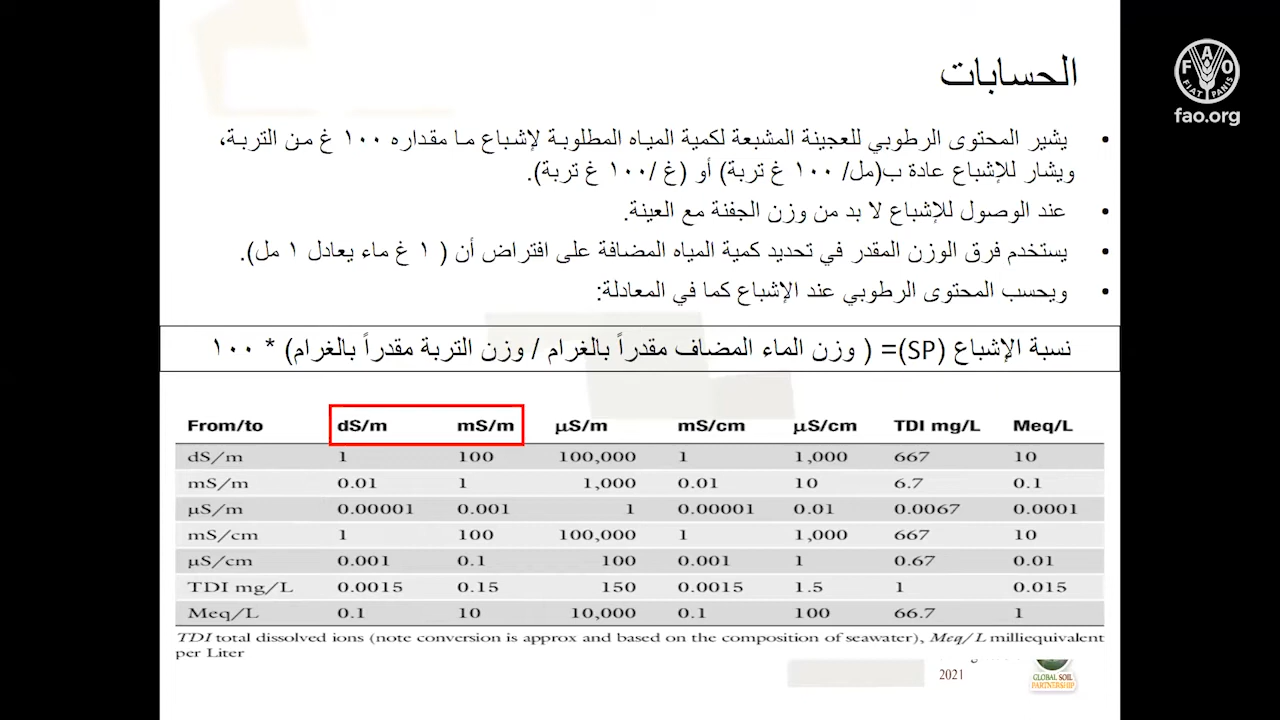 الحسابات
• يشير المحتوى الرطوبي للعجينة المشبعة لكمية المياه المطلوبة لإشباع ما مقداره ١٠٠ غ من التربة،
ويشار للإشباع عادة ب(مل/ ١٠٠ غ تربة) أو (غ /١٠٠ غ تربة).
• عند الوصول للإشباع لا بد من وزن الجفنة مع العينة.
• يستخدم فرق الوزن المقدر في تحديد كمية المياه المضافة على افتراض أن ( ١ غ ماء يعادل ١ مل).
• ويحسب المحتوى الرطوبي عند الإشباع كما في المعادلة:
نسبة الإشباع (SP)= ( وزن الماء المضاف مقدراً بالغرام / وزن التربة مقدراً بالغرام) * ١٠٠
From/to dS/m mS/m µS/m mS/cm µS/cm TDI mg/L Meq/L
dS/m 1 100 100,000 1 1,000 667 10
mS/m 0.01 1 1,000 0.01 10 6.7 0.1
µS/m 0.00001 0.001 1 0.00001 0.01 0.0067 0.0001
mS/cm 1 100 100,000 1 1,000 667 10
µS/cm 0.001 0.1 100 0.001 1 0.67 0.01
TDI mg/L 0.0015 0.15 150 0.0015 1.5 1 0.015
Meq/L 0.1 10 10,000 0.1 100 66.7 1
TDI total dissolved ions (note conversion is approx and based on the composition of seawater), Meq/L milliequivalent
per Liter
2021
GLOBAL SOIL
PARTNERSHIP
F A O
FIAT PANIS
fao.org